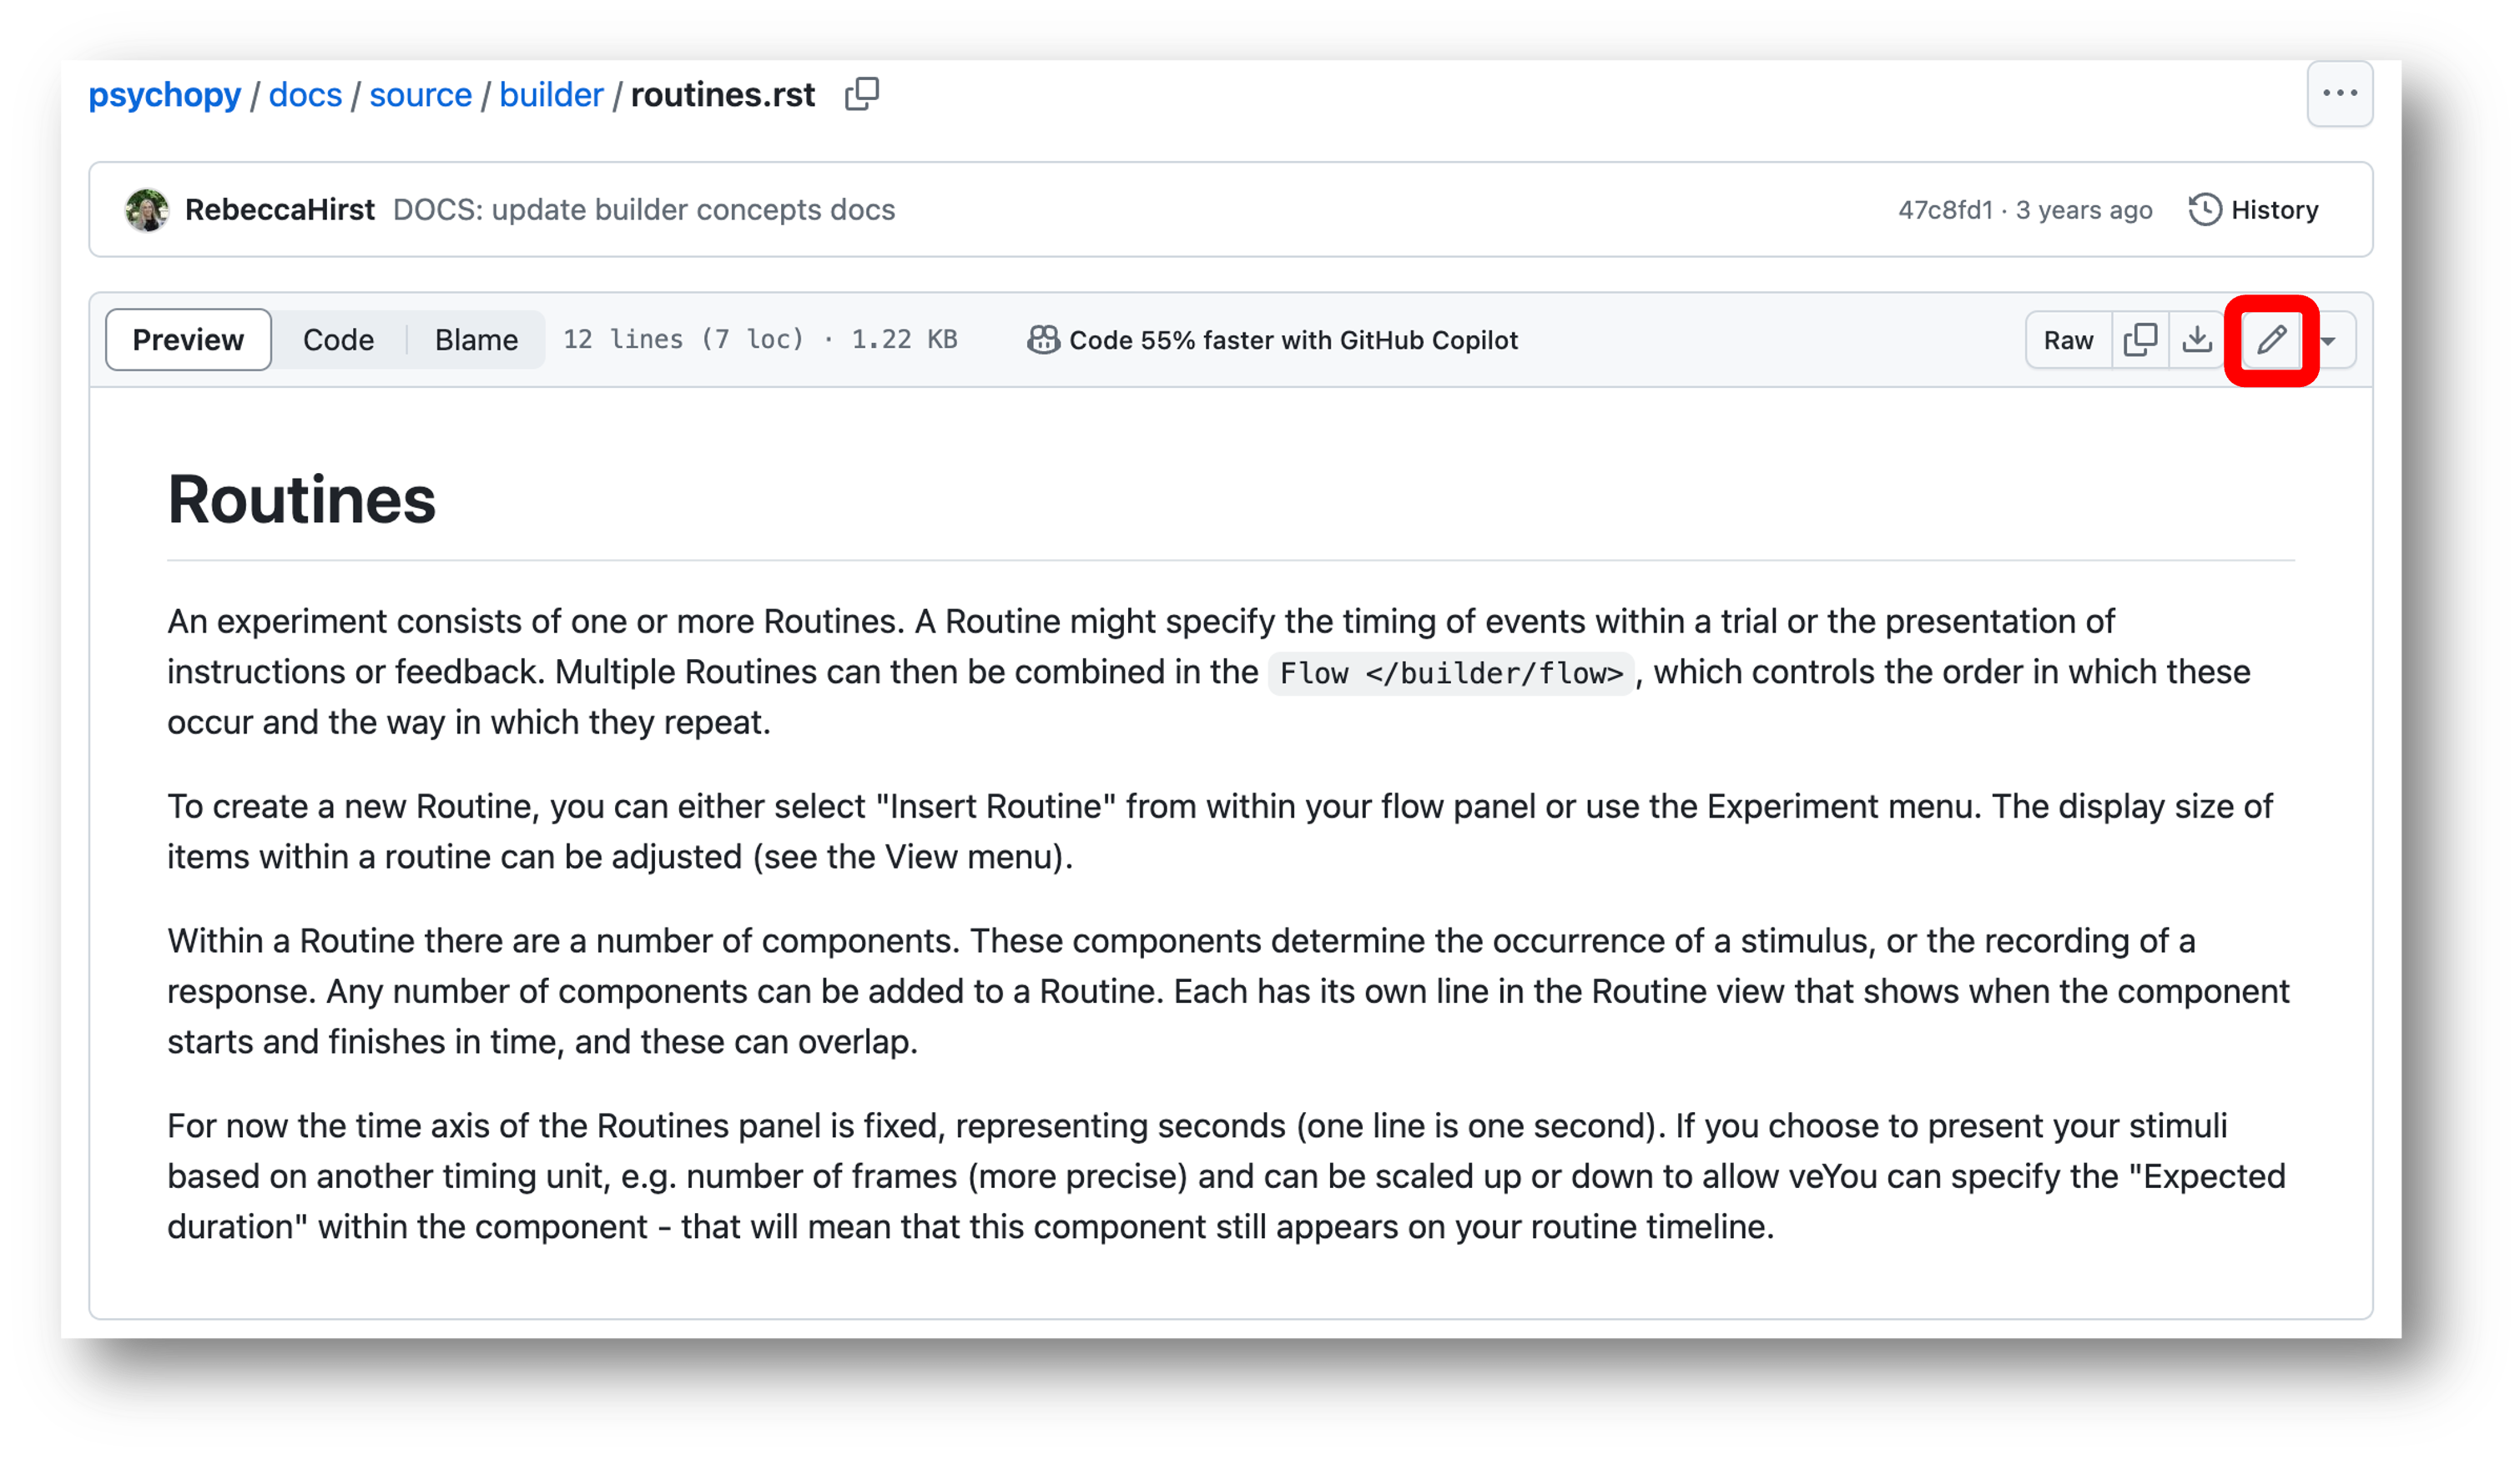 psychopy / docs / source / builder / routines.rst
RebeccaHirst DOCS: update builder concepts docs 47c8fd1 · 3 years ago History
Preview Code Blame 12 lines (7 loc) · 1.22 KB Code 55% faster with GitHub Copilot Raw
Routines
An experiment consists of one or more Routines. A Routine might specify the timing of events within a trial or the presentation of
instructions or feedback. Multiple Routines can then be combined in the Flow </builder/flow>, which controls the order in which these
occur and the way in which they repeat.
To create a new Routine, you can either select "Insert Routine" from within your flow panel or use the Experiment menu. The display size of
items within a routine can be adjusted (see the View menu).
Within a Routine there are a number of components. These components determine the occurrence of a stimulus, or the recording of a
response. Any number of components can be added to a Routine. Each has its own line in the Routine view that shows when the component
starts and finishes in time, and these can overlap.
For now the time axis of the Routines panel is fixed, representing seconds (one line is one second). If you choose to present your stimuli
based on another timing unit, e.g. number of frames (more precise) and can be scaled up or down to allow veYou can specify the "Expected
duration" within the component - that will mean that this component still appears on your routine timeline.